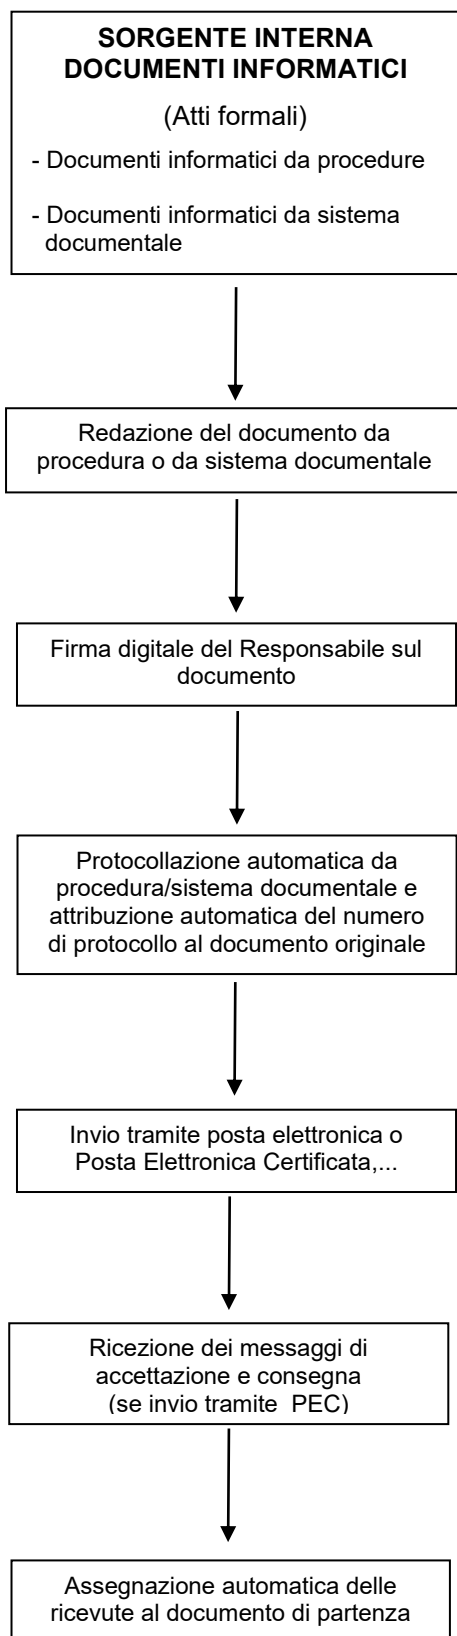 SORGENTE INTERNA
DOCUMENTI INFORMATICI
(Atti formali)
- Documenti informatici da procedure
- Documenti informatici da sistema
documentale
Redazione del documento da
procedura o da sistema documentale
Firma digitale del Responsabile sul
documento
Protocollazione automatica da
procedura/sistema documentale e
attribuzione automatica del numero
di protocollo al documento originale
Invio tramite posta elettronica o
Posta Elettronica Certificata,...
Ricezione dei messaggi di
accettazione e consegna
(se invio tramite PEC)
Assegnazione automatica delle
ricevute al documento di partenza